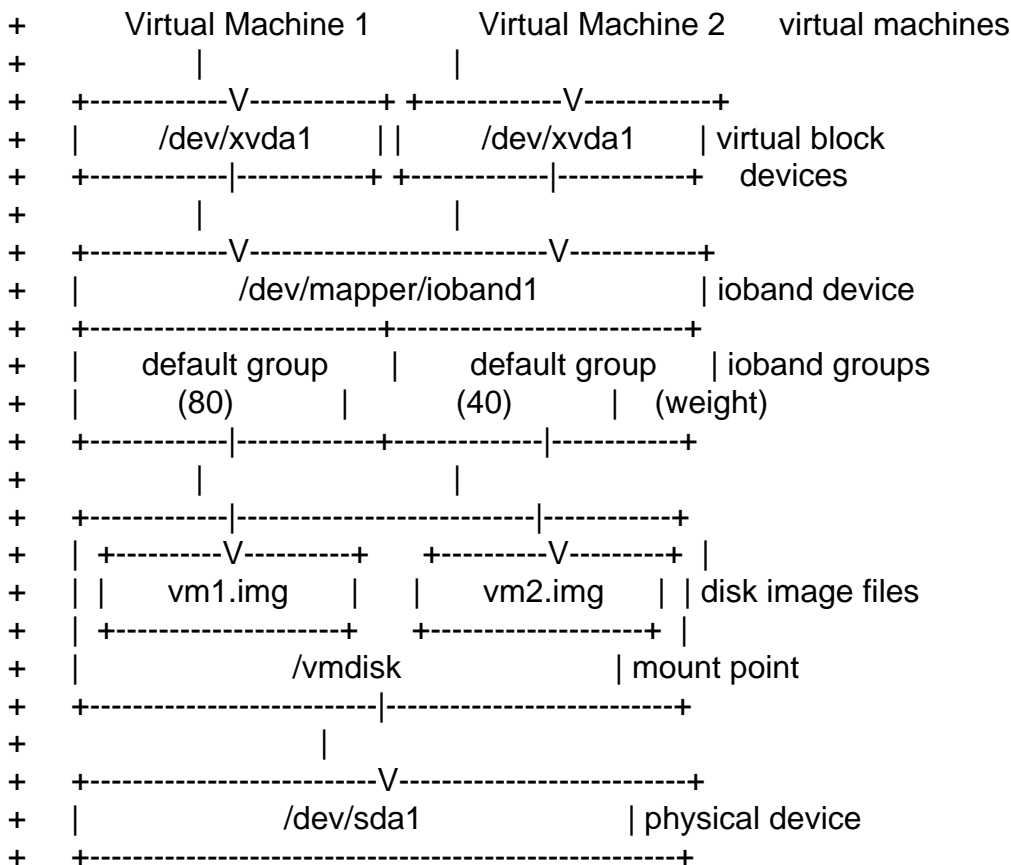 + Virtual Machine 1 Virtual Machine 2 virtual machines
+ | |
+ +-------------V------------+ +-------------V------------+
+ | /dev/xvda1 | | /dev/xvda1 | virtual block
+ +-------------|------------+ +-------------|------------+ devices
+ | |
+ +-------------V----------------------------V------------+
+ | /dev/mapper/ioband1 | ioband device
+ +---------------------------+---------------------------+
+ | default group | default group | ioband groups
+ | (80) | (40) | (weight)
+ +-------------|-------------+--------------|------------+
+ | |
+ +-------------|----------------------------|------------+
+ | +----------V----------+ +----------V---------+ |
+ | | vm1.img | | vm2.img | | disk image files
+ | +---------------------+ +--------------------+ |
+ | /vmdisk | mount point
+ +---------------------------|---------------------------+
+ |
+ +---------------------------V---------------------------+
+ | /dev/sda1 | physical device
+ +-------------------------------------------------------+